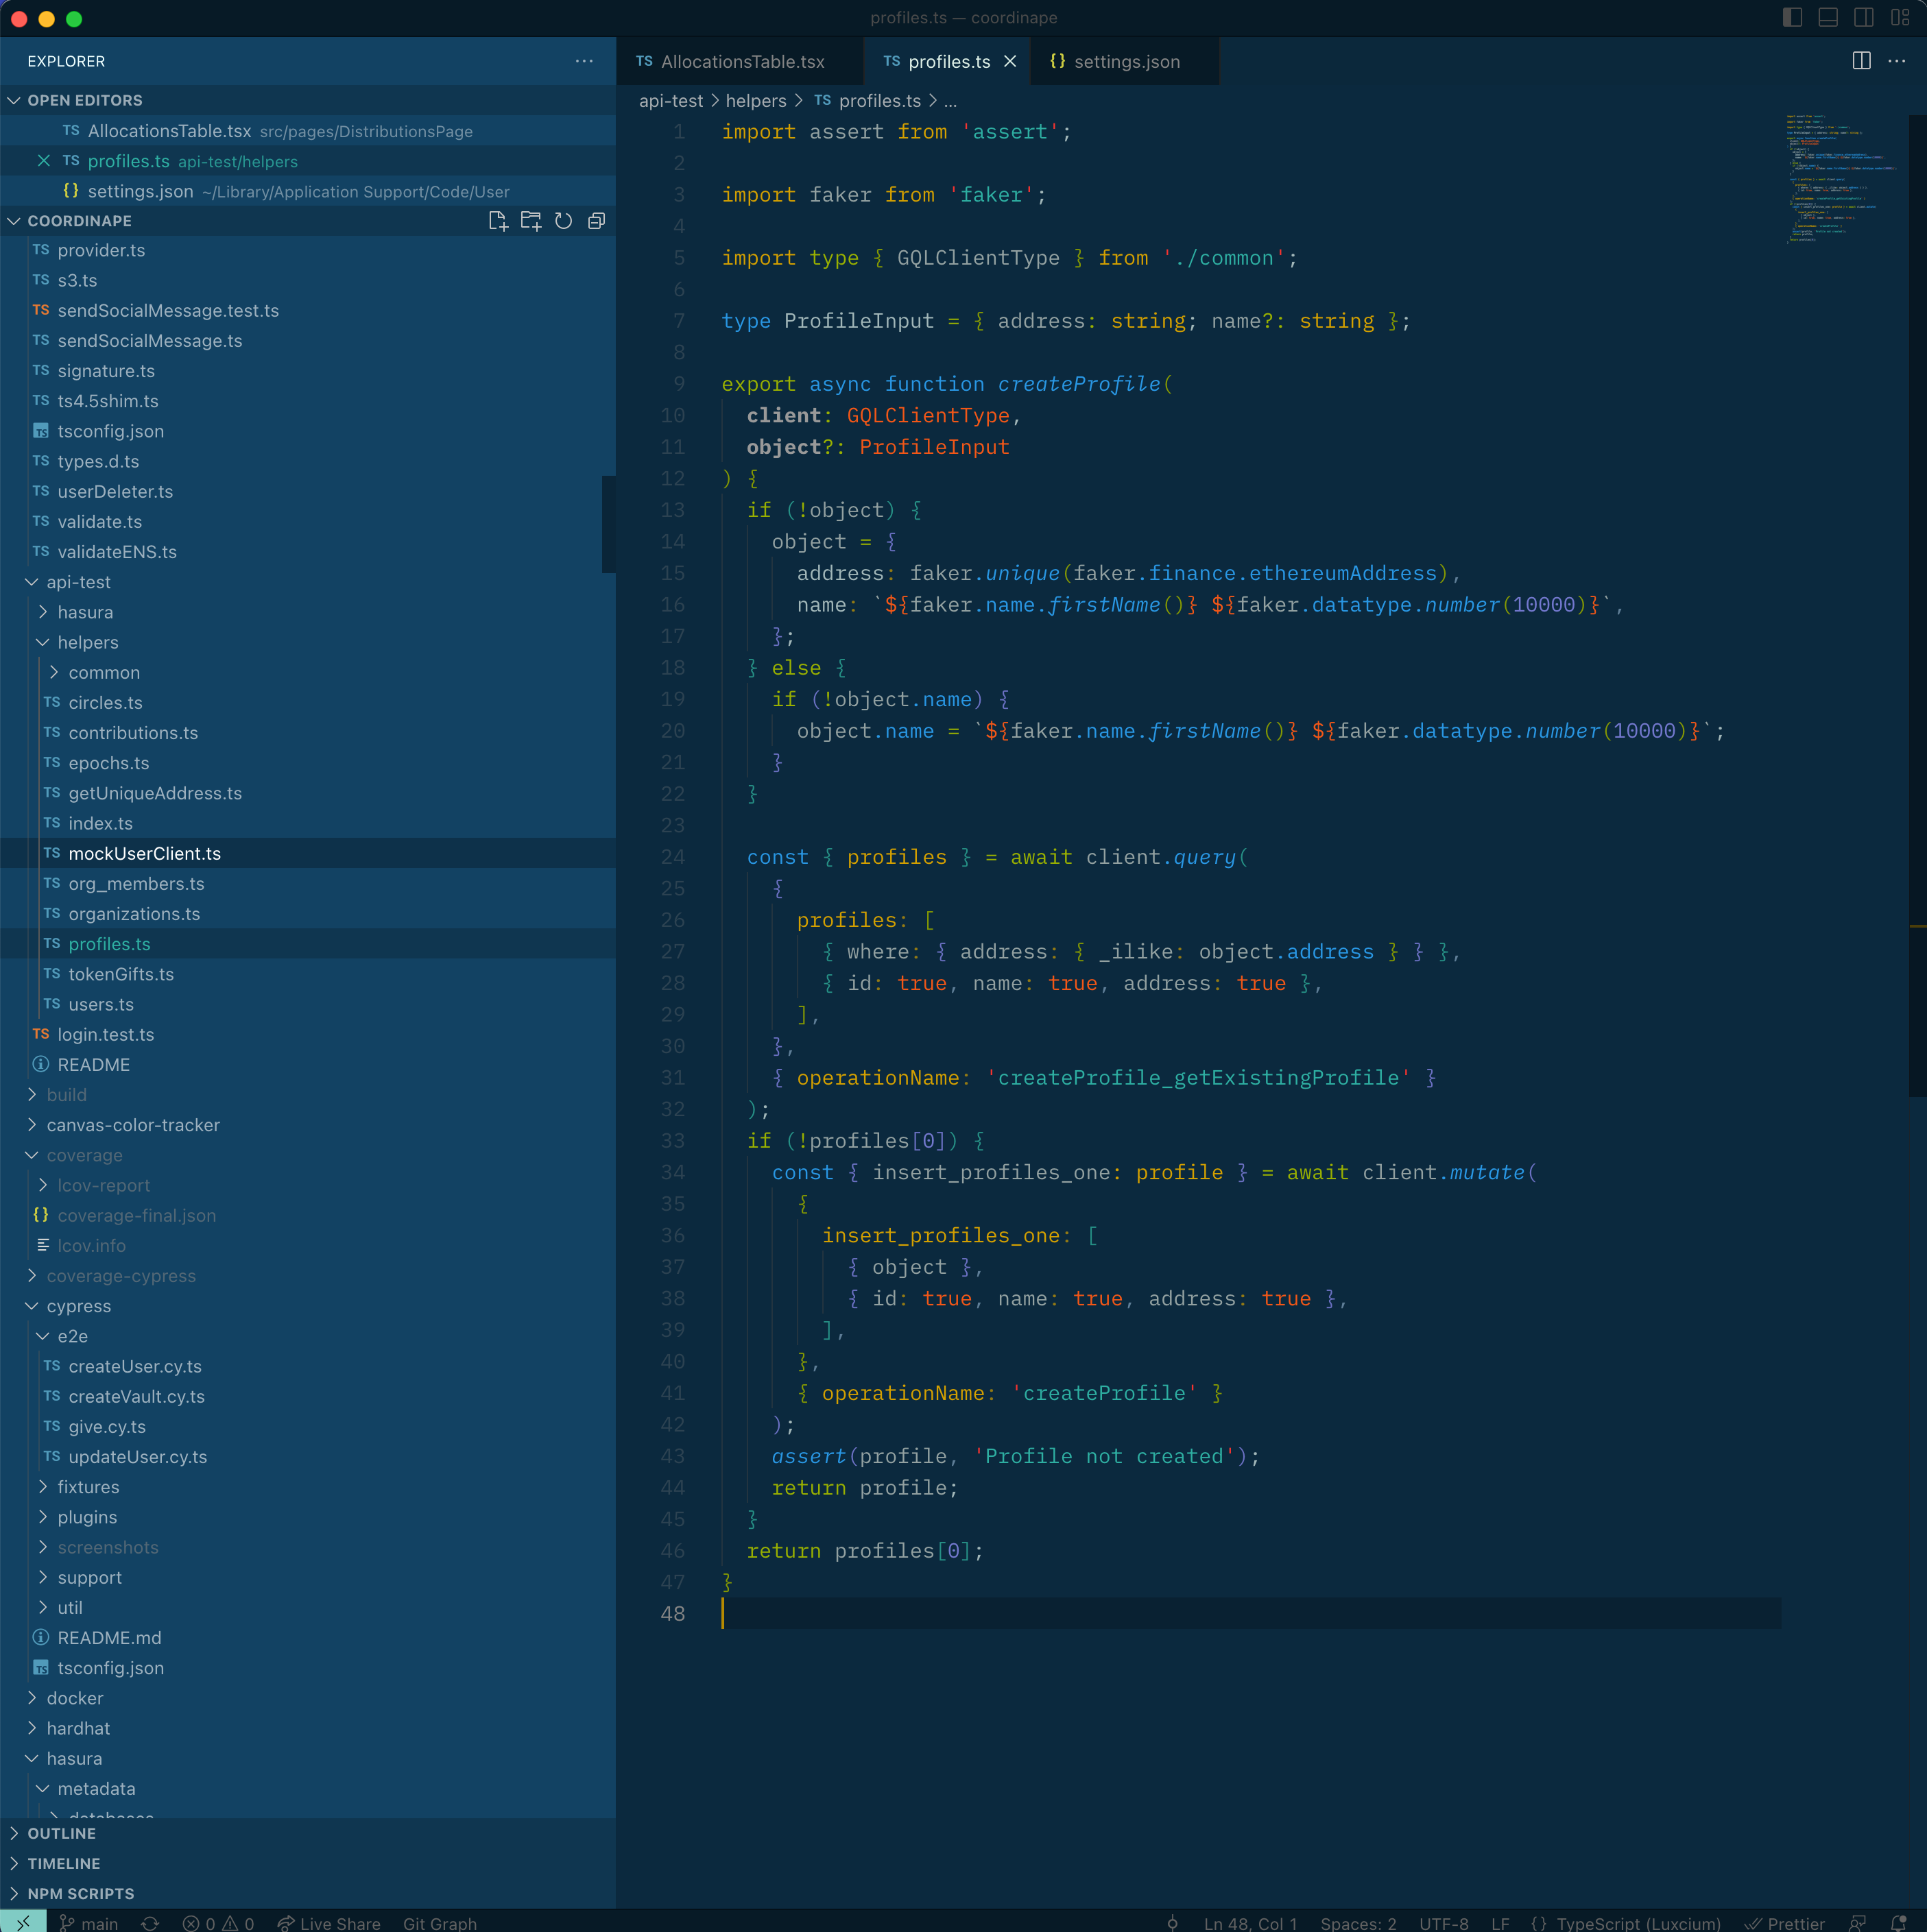 profiles.ts — coordinape
EXPLORER
OPEN EDITORS
TS AllocationsTable.tsx src/pages/DistributionsPage
TS profiles.ts api-test/helpers
{} settings.json ~/Library/Application Support/Code/User
COORDINAPE
TS provider.ts
TS s3.ts
TS sendSocialMessage.test.ts
TS sendSocialMessage.ts
TS signature.ts
TS ts4.5shim.ts
TS tsconfig.json
TS types.d.ts
TS userDeleter.ts
TS validate.ts
TS validateENS.ts
api-test
hasura
helpers
common
TS circles.ts
TS contributions.ts
TS epochs.ts
TS getUniqueAddress.ts
TS index.ts
TS mockUserClient.ts
TS org_members.ts
TS organizations.ts
TS profiles.ts
TS tokenGifts.ts
TS users.ts
TS login.test.ts
README
build
canvas-color-tracker
coverage
lcov-report
{} coverage-final.json
lcov.info
coverage-cypress
cypress
e2e
TS createUser.cy.ts
TS createVault.cy.ts
TS give.cy.ts
TS updateUser.cy.ts
fixtures
plugins
screenshots
support
util
README.md
TS tsconfig.json
docker
hardhat
hasura
metadata
databases
OUTLINE
TIMELINE
NPM SCRIPTS
TS AllocationsTable.tsx TS profiles.ts {} settings.json
api-test > helpers > TS profiles.ts > ...
1 import assert from 'assert';
2
3 import faker from 'faker';
4
5 import type { GQLClientType } from './common';
6
7 type ProfileInput = { address: string; name?: string };
8
9 export async function createProfile(
10 client: GQLClientType,
11 object?: ProfileInput
12 ) {
13 if (!object) {
14 object = {
15 address: faker.unique(faker.finance.ethereumAddress),
16 name: `${faker.name.firstName()} ${faker.datatype.number(10000)}`,
17 };
18 } else {
19 if (!object.name) {
20 object.name = `${faker.name.firstName()} ${faker.datatype.number(10000)}`;
21 }
22 }
23
24 const { profiles } = await client.query(
25 {
26 profiles: [
27 { where: { address: { _ilike: object.address } } },
28 { id: true, name: true, address: true },
29 ],
30 },
31 { operationName: 'createProfile_getExistingProfile' }
32 );
33 if (!profiles[0]) {
34 const { insert_profiles_one: profile } = await client.mutate(
35 {
36 insert_profiles_one: [
37 { object },
38 { id: true, name: true, address: true },
39 ],
40 },
41 { operationName: 'createProfile' }
42 );
43 assert(profile, 'Profile not created');
44 return profile;
45 }
46 return profiles[0];
47 }
48
main 0 0 Live Share Git Graph Ln 48, Col 1 Spaces: 2 UTF-8 LF {} TypeScript (Luxcium) Prettier